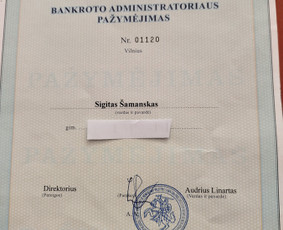 BANKROTO ADMINISTRATORIAUS
PAŽYMĖJIMAS
Nr. 01120
Vilnius
PAŽYMĖJIMAS
Sigitas Šamanskas
(vardas ir pavardė)
gim.
Direktorius
(Pareigos)
Audrius Linartas
(Vardas ir pavardė)
A.